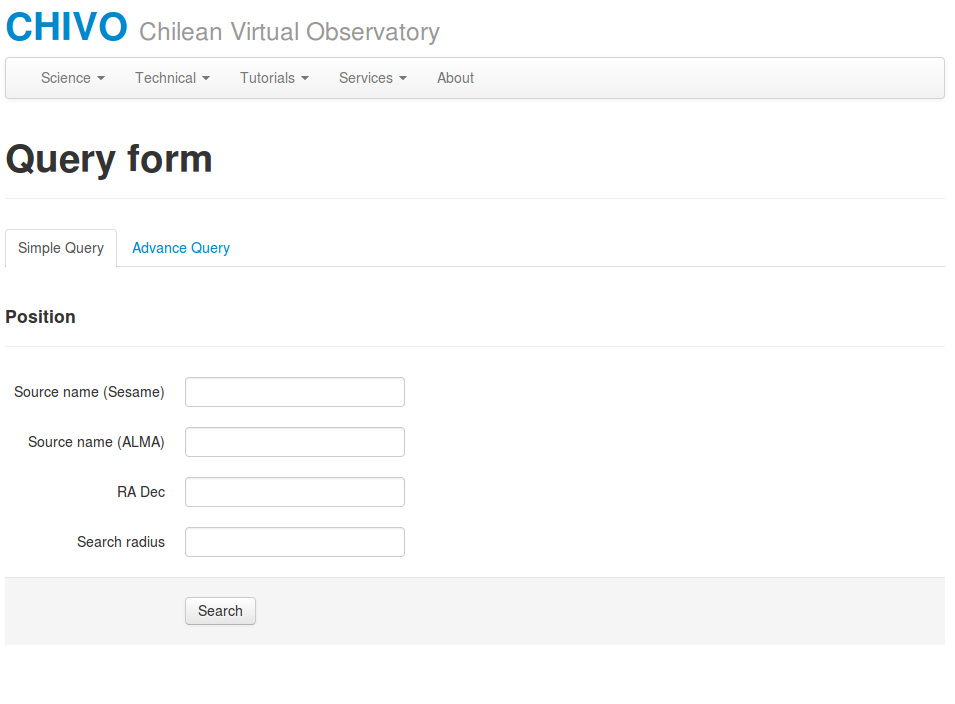 CHIVO Chilean Virtual Observatory
Science Technical Tutorials Services About
Query form
Simple Query Advance Query
Position
Source name (Sesame)
Source name (ALMA)
RA Dec
Search radius
Search